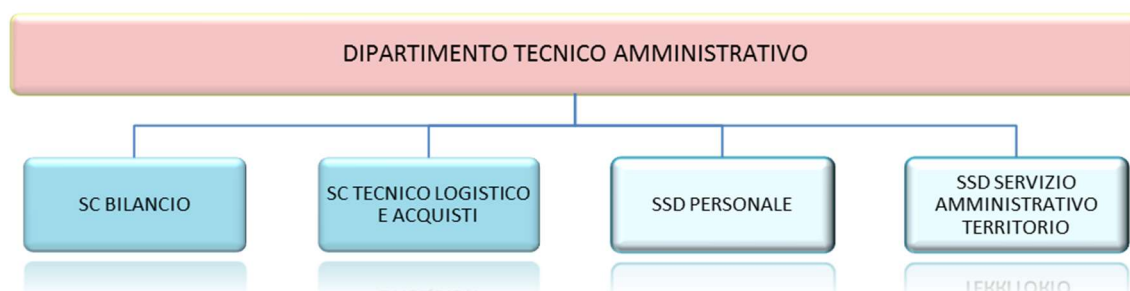 DIPARTIMENTO TECNICO AMMINISTRATIVO
SC BILANCIO
SC TECNICO LOGISTICO
E ACQUISTI
SSD PERSONALE
SSD SERVIZIO
AMMINISTRATIVO
TERRITORIO